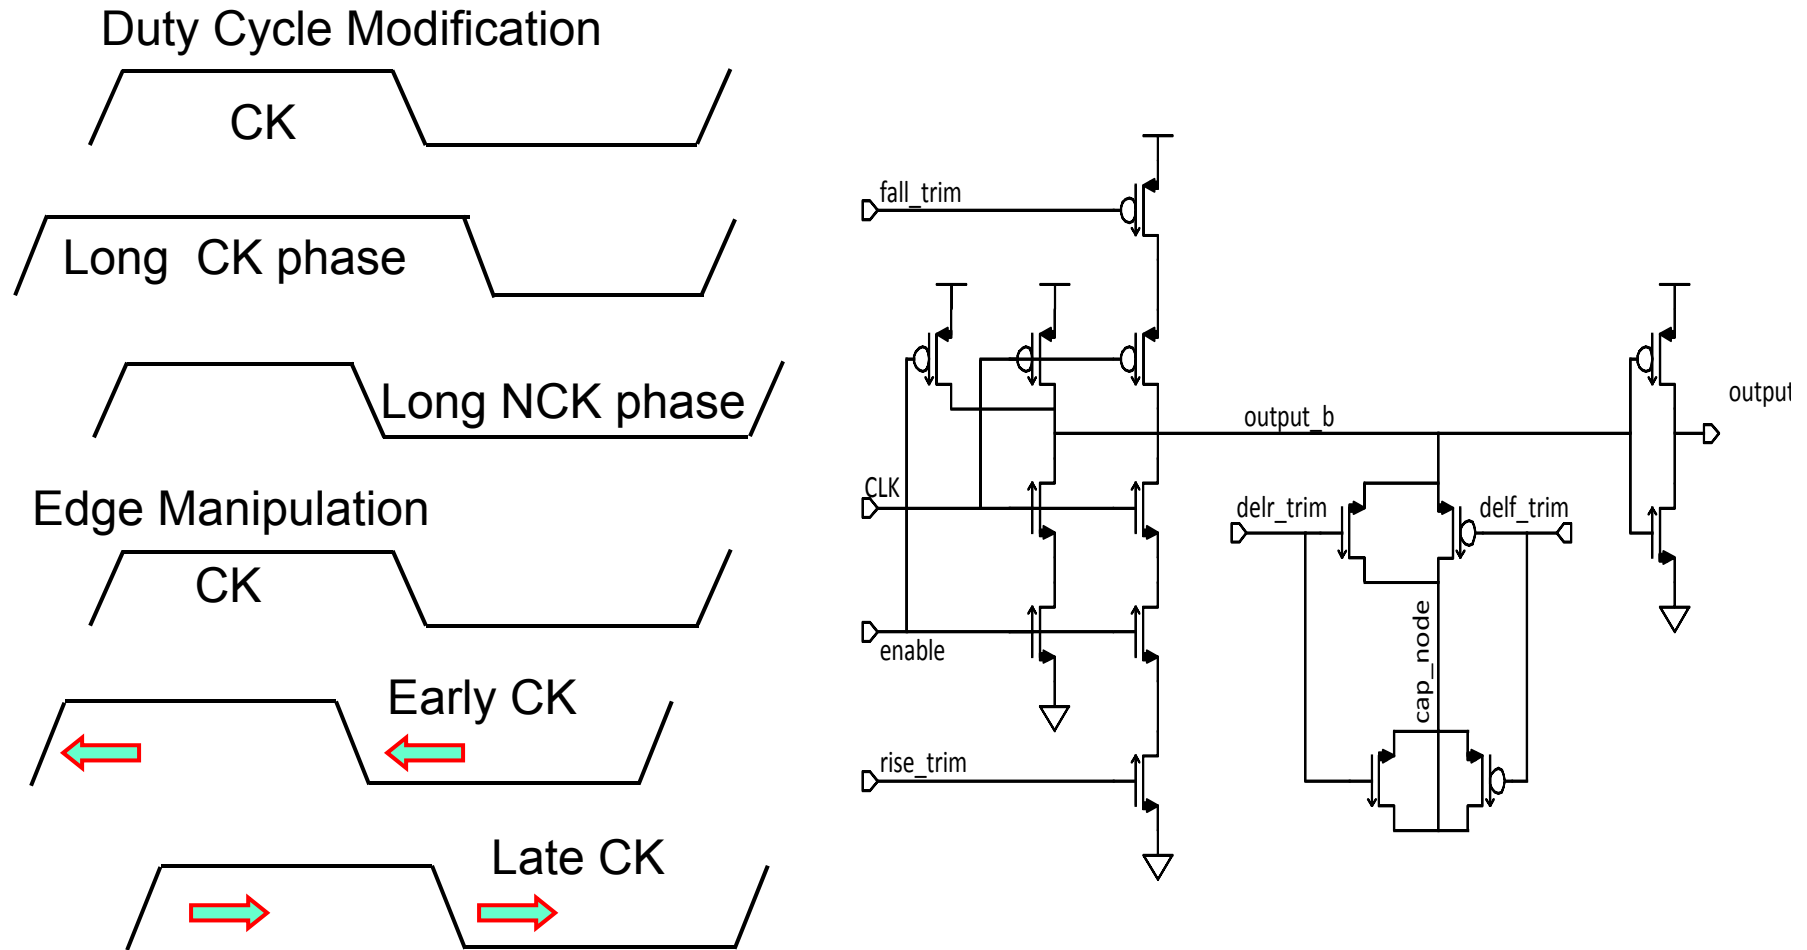 Duty Cycle Modification
CK
Long CK phase
Long NCK phase
Edge Manipulation
CK
Early CK
Late CK
fall_trim
CLK
enable
rise_trim
output_b
delr_trim
delf_trim
cap_node
output